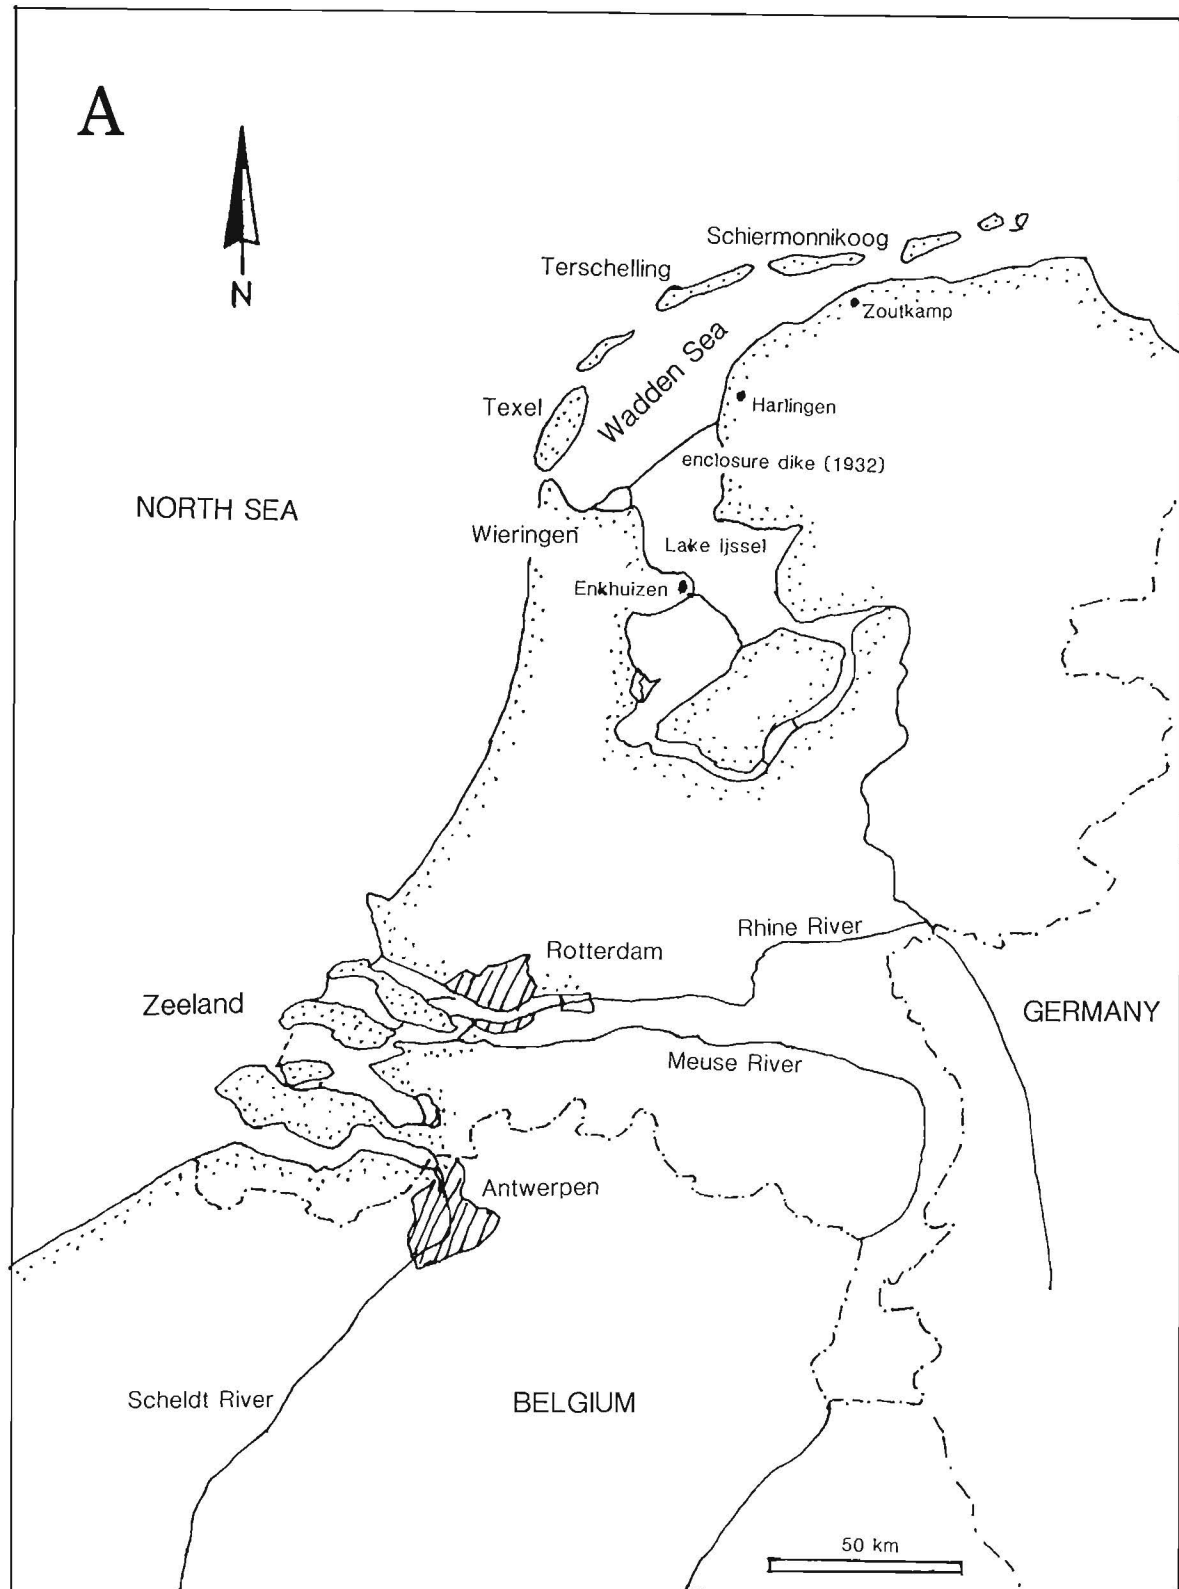 A
N
Schiermonnikoog
Terschelling
Zoutkamp
Wadden Sea
Texel
Harlingen
enclosure dike (1932)
NORTH SEA
Wieringen
Lake Ijssel
Enkhuizen
Rhine River
Rotterdam
Zeeland
GERMANY
Meuse River
Antwerpen
Scheldt River
BELGIUM
50 km